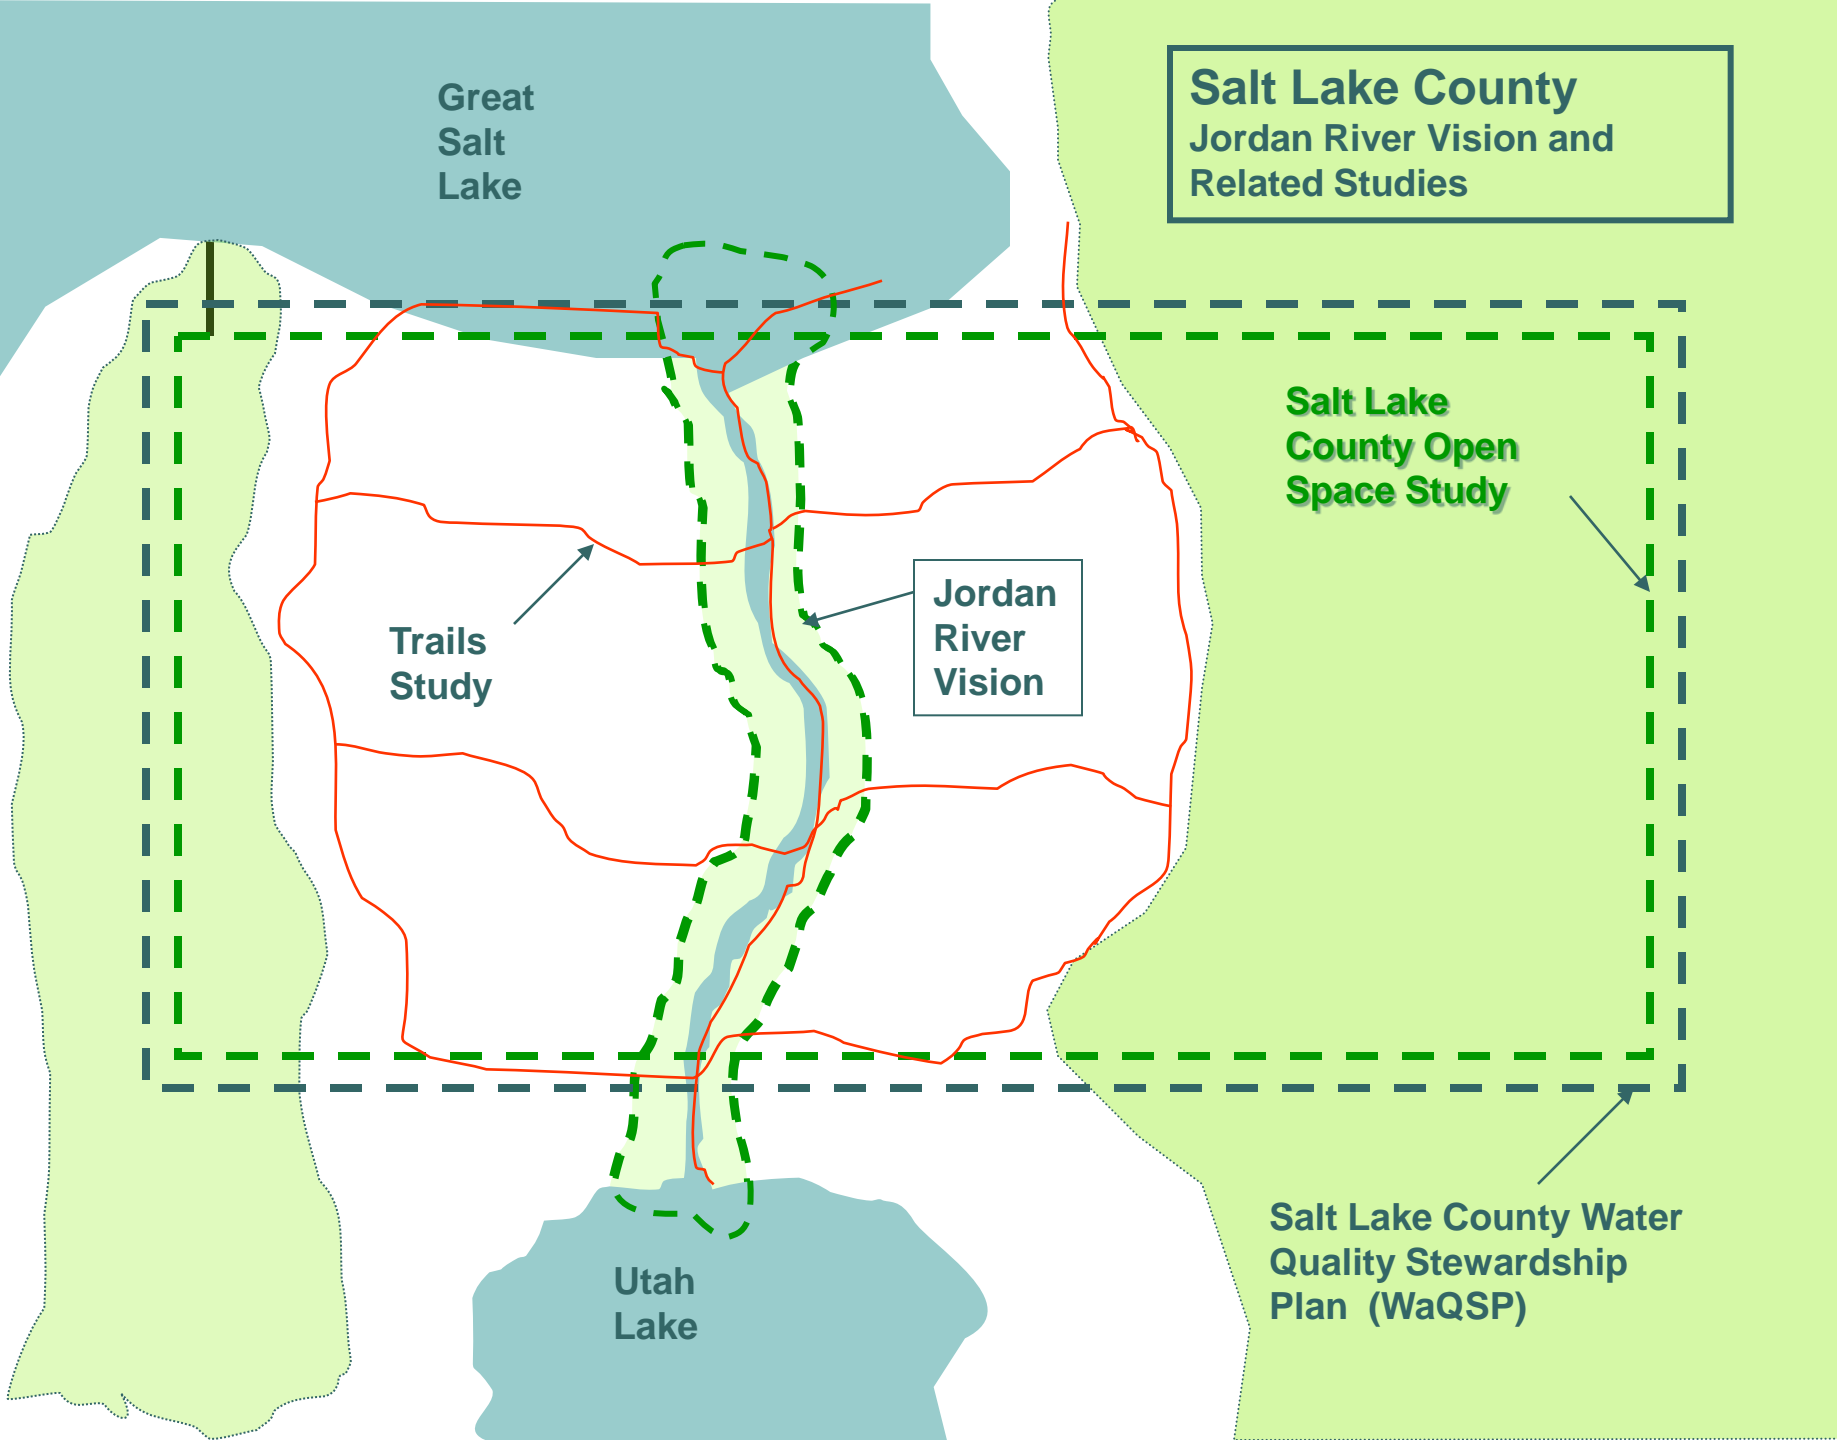 Great
Salt
Lake
Salt Lake County
Jordan River Vision and
Related Studies
Salt Lake
County Open
Space Study
Jordan
River
Vision
Trails
Study
Salt Lake County Water
Quality Stewardship
Plan  (WaQSP)
Utah
Lake